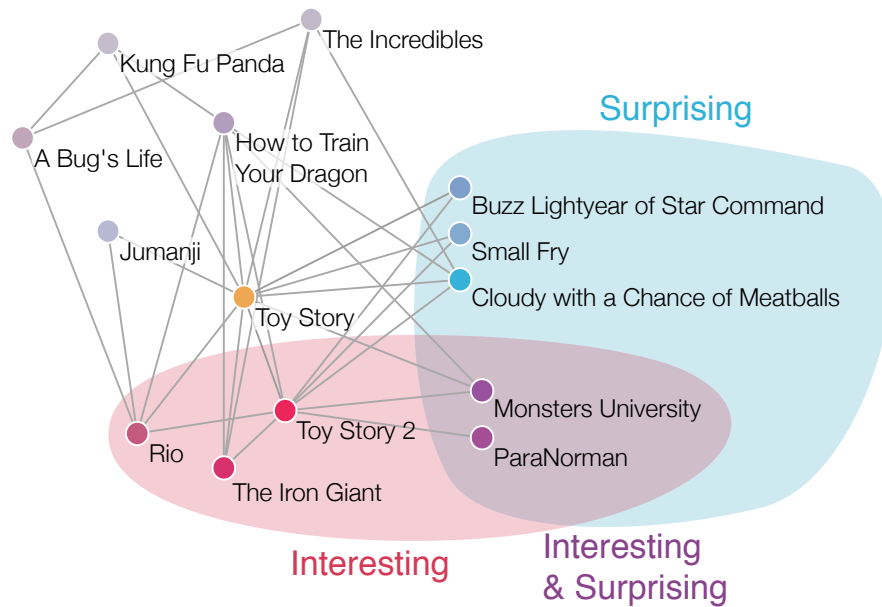 The Incredibles
Kung Fu Panda
Surprising
How to Train
Your Dragon
A Bug's Life
Buzz Lightyear of Star Command
Jumanji
Small Fry
Cloudy with a Chance of Meatballs
Toy Story
Monsters University
Toy Story 2
Rio
ParaNorman
The Iron Giant
Interesting
Interesting
& Surprising